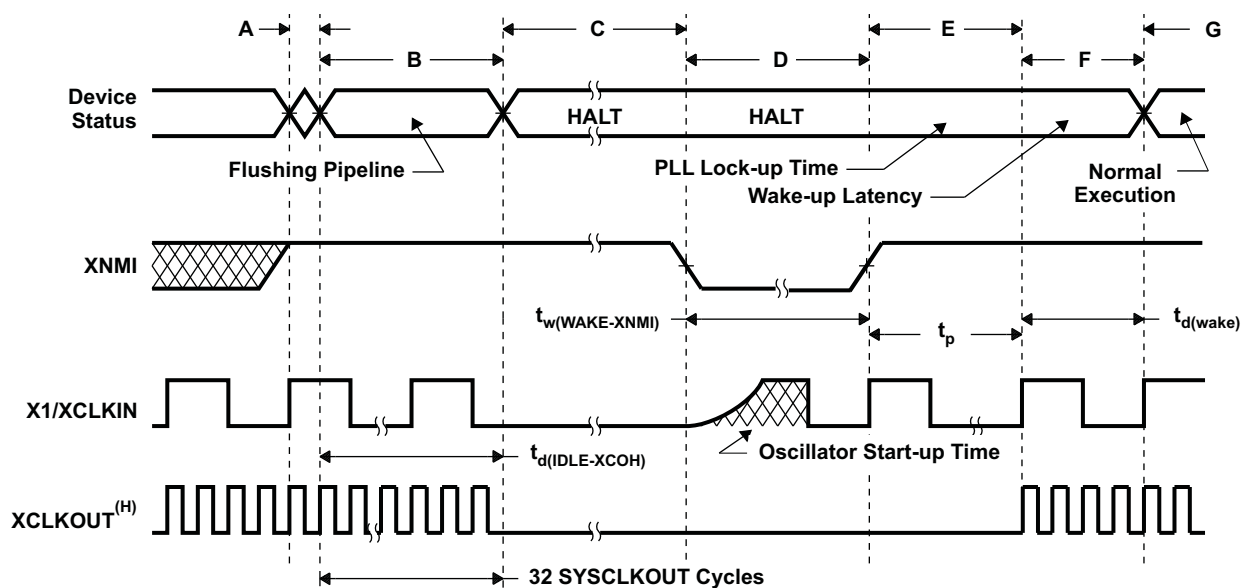 A
C
E
G
B
D
F
Device
Status
HALT
HALT
Flushing Pipeline
PLL Lock-up Time
Wake-up Latency
Normal
Execution
XNMI
tw(WAKE-XNMI)
td(wake)
tp
X1/XCLKIN
Oscillator Start-up Time
td(IDLE-XCOH)
XCLKOUT(H)
32 SYSCLKOUT Cycles